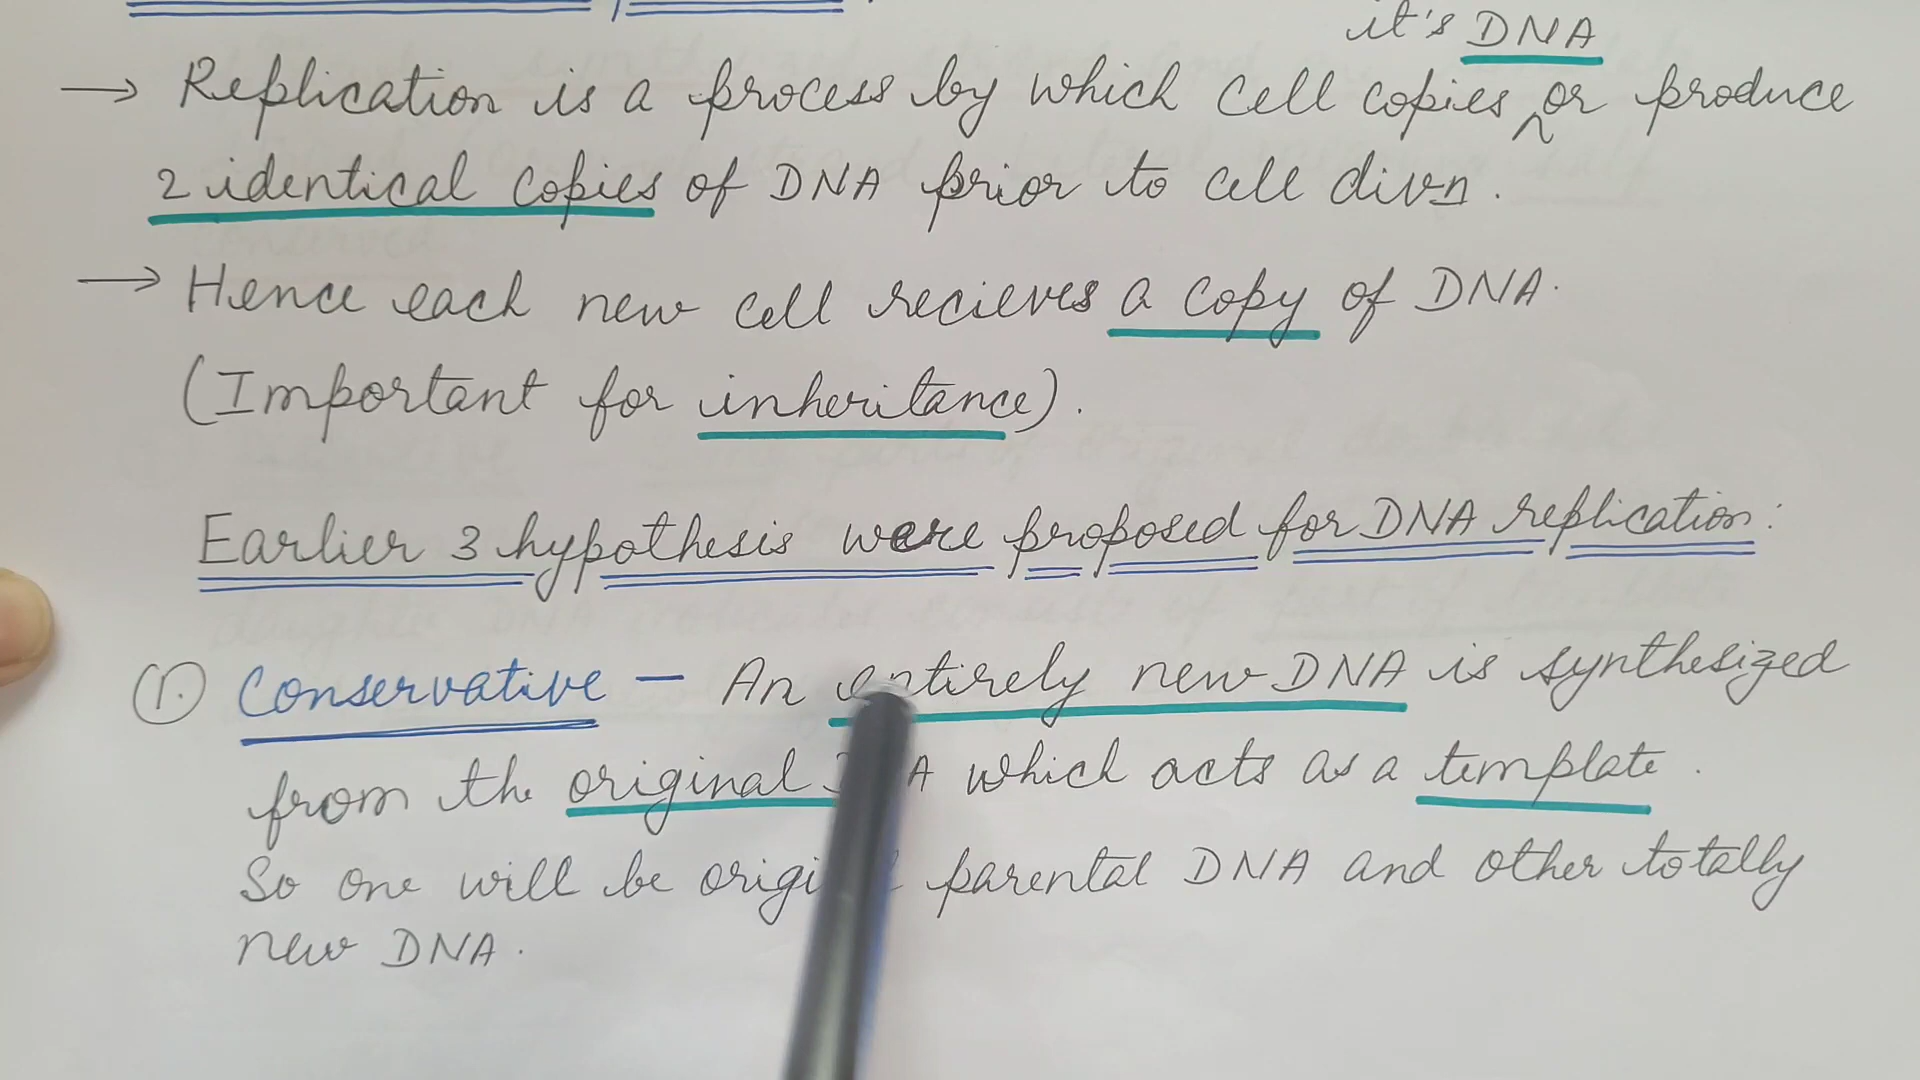 it's DNA
→ Replication is a process by which cell copies ^ or produce
2 identical copies of DNA prior to cell divn.
→ Hence each new cell recieves a copy of DNA.
(Important for inheritance).
Earlier 3 hypothesis were proposed for DNA replication:
1. Conservative – An entirely new DNA is synthesized
from the original which acts as a template.
So one will be parental DNA and other totally
new DNA.